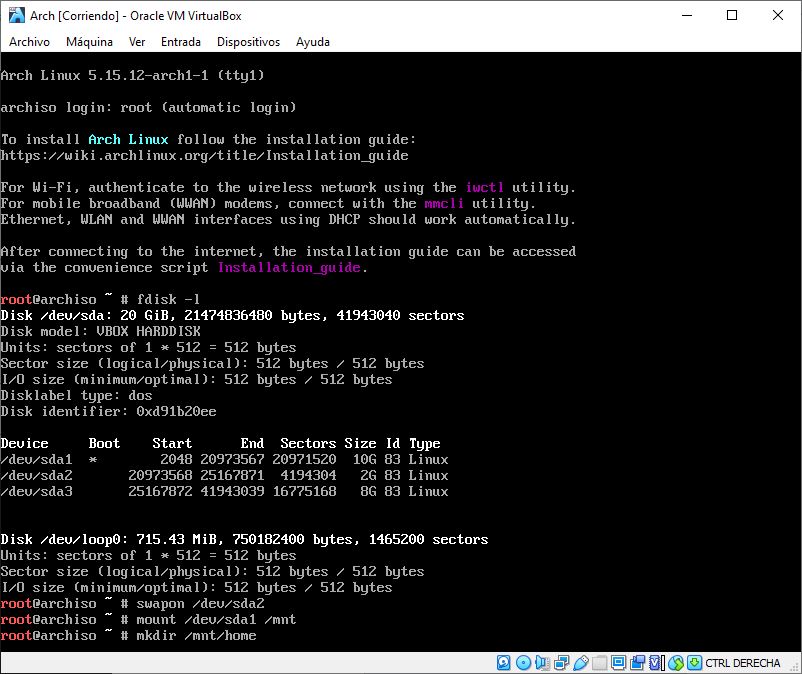 Arch [Corriendo] - Oracle VM VirtualBox
Archivo Máquina Ver Entrada Dispositivos Ayuda
Arch Linux 5.15.12-arch1-1 (tty1)
archiso login: root (automatic login)
To install Arch Linux follow the installation guide:
https://wiki.archlinux.org/title/Installation_guide
For Wi-Fi, authenticate to the wireless network using the iwctl utility.
For mobile broadband (WWAN) modems, connect with the mmcli utility.
Ethernet, WLAN and WWAN interfaces using DHCP should work automatically.
After connecting to the internet, the installation guide can be accessed
via the convenience script Installation_guide.
root@archiso ~ # fdisk -l
Disk /dev/sda: 20 GiB, 21474836480 bytes, 41943040 sectors
Disk model: VBOX HARDDISK
Units: sectors of 1 * 512 = 512 bytes
Sector size (logical/physical): 512 bytes / 512 bytes
I/O size (minimum/optimal): 512 bytes / 512 bytes
Disklabel type: dos
Disk identifier: 0xd91b20ee
Device     Boot    Start      End  Sectors Size Id Type
/dev/sda1  *        2048 20973567 20971520  10G 83 Linux
/dev/sda2       20973568 25167871  4194304   2G 83 Linux
/dev/sda3       25167872 41943039 16775168   8G 83 Linux
Disk /dev/loop0: 715.43 MiB, 750182400 bytes, 1465200 sectors
Units: sectors of 1 * 512 = 512 bytes
Sector size (logical/physical): 512 bytes / 512 bytes
I/O size (minimum/optimal): 512 bytes / 512 bytes
root@archiso ~ # swapon /dev/sda2
root@archiso ~ # mount /dev/sda1 /mnt
root@archiso ~ # mkdir /mnt/home
CTRL DERECHA